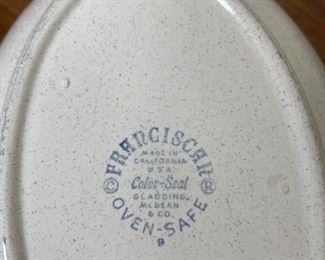 FRANCISCAN
MADE IN
CALIFORNIA
U S A
Color-Seal
GLADDING,
McBEAN
& CO.
© OVEN-SAFE ®
9